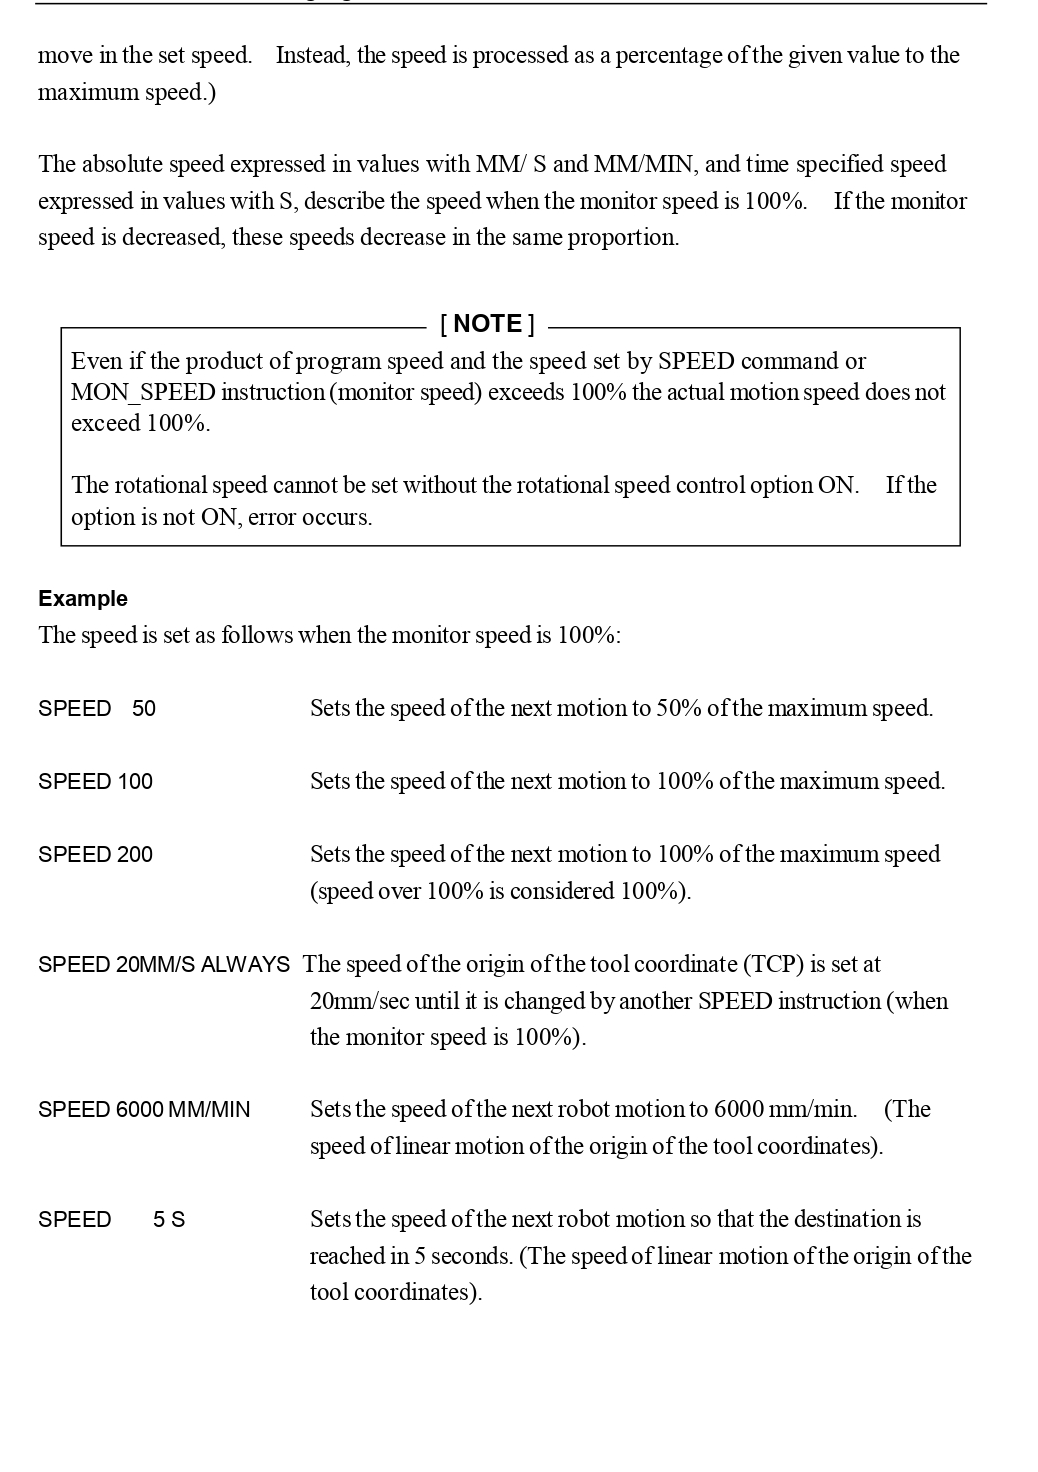 move in the set speed. Instead, the speed is processed as a percentage of the given value to the
maximum speed.)
The absolute speed expressed in values with MM/ S and MM/MIN, and time specified speed
expressed in values with S, describe the speed when the monitor speed is 100%. If the monitor
speed is decreased, these speeds decrease in the same proportion.
[ NOTE ]
Even if the product of program speed and the speed set by SPEED command or
MON_SPEED instruction (monitor speed) exceeds 100% the actual motion speed does not
exceed 100%.
The rotational speed cannot be set without the rotational speed control option ON. If the
option is not ON, error occurs.
Example
The speed is set as follows when the monitor speed is 100%:
SPEED 50 Sets the speed of the next motion to 50% of the maximum speed.
SPEED 100 Sets the speed of the next motion to 100% of the maximum speed.
SPEED 200 Sets the speed of the next motion to 100% of the maximum speed
(speed over 100% is considered 100%).
SPEED 20MM/S ALWAYS The speed of the origin of the tool coordinate (TCP) is set at
20mm/sec until it is changed by another SPEED instruction (when
the monitor speed is 100%).
SPEED 6000 MM/MIN Sets the speed of the next robot motion to 6000 mm/min. (The
speed of linear motion of the origin of the tool coordinates).
SPEED 5 S Sets the speed of the next robot motion so that the destination is
reached in 5 seconds. (The speed of linear motion of the origin of the
tool coordinates).